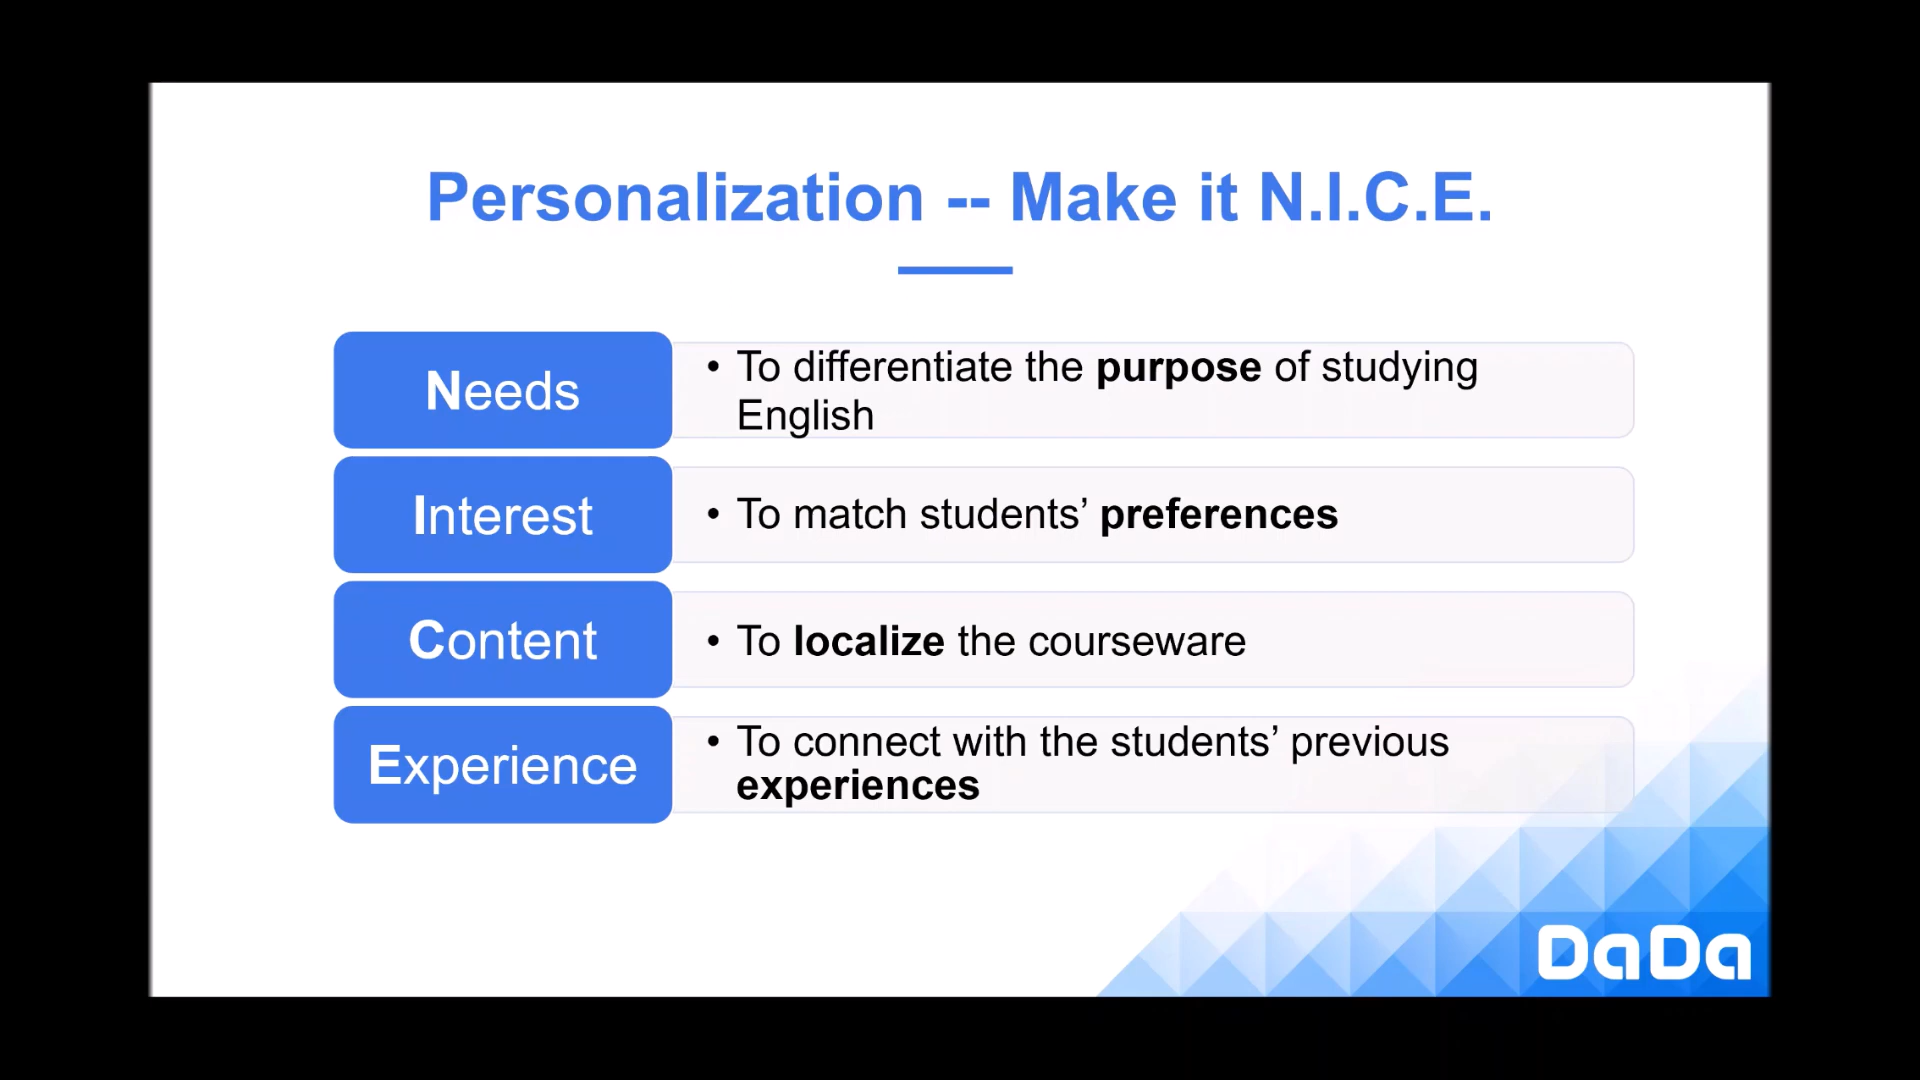 Personalization -- Make it N.I.C.E.
Needs
• To differentiate the purpose of studying
English
Interest
• To match students’ preferences
Content
• To localize the courseware
Experience
• To connect with the students’ previous
experiences
DaDa